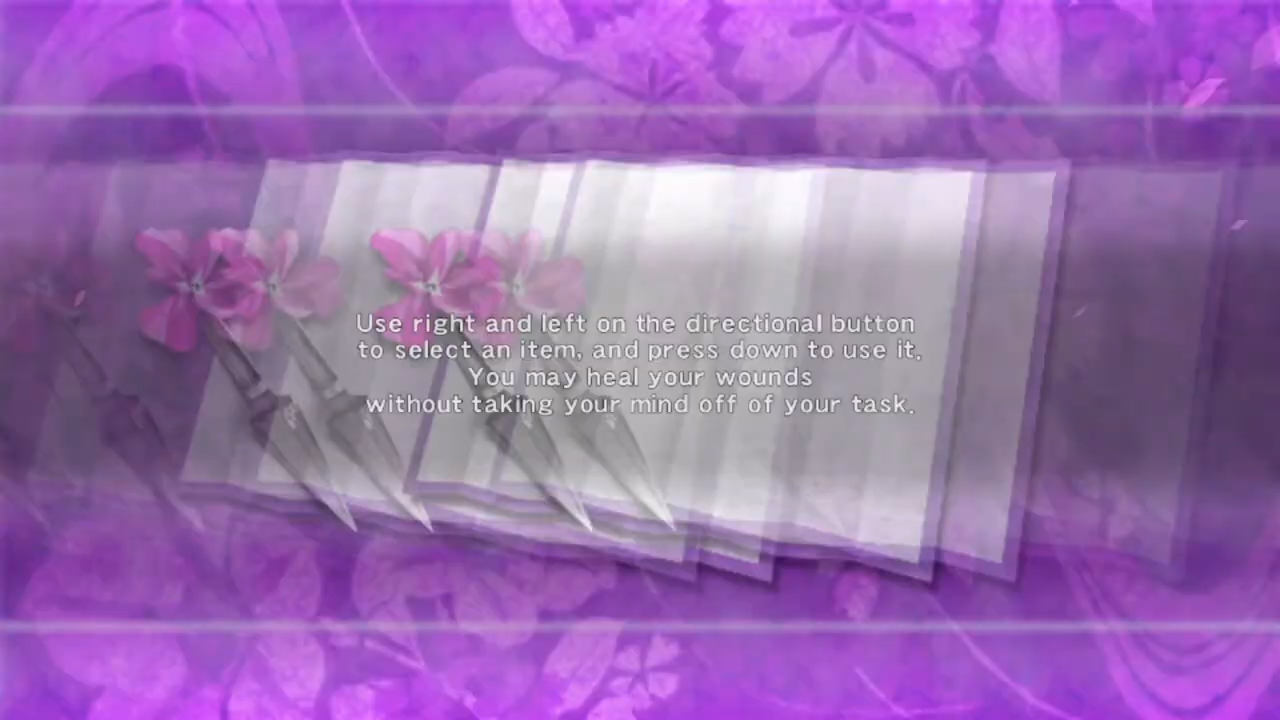 Use right and left on the directional button
to select an item, and press down to use it.
You may heal your wounds
without taking your mind off of your task.